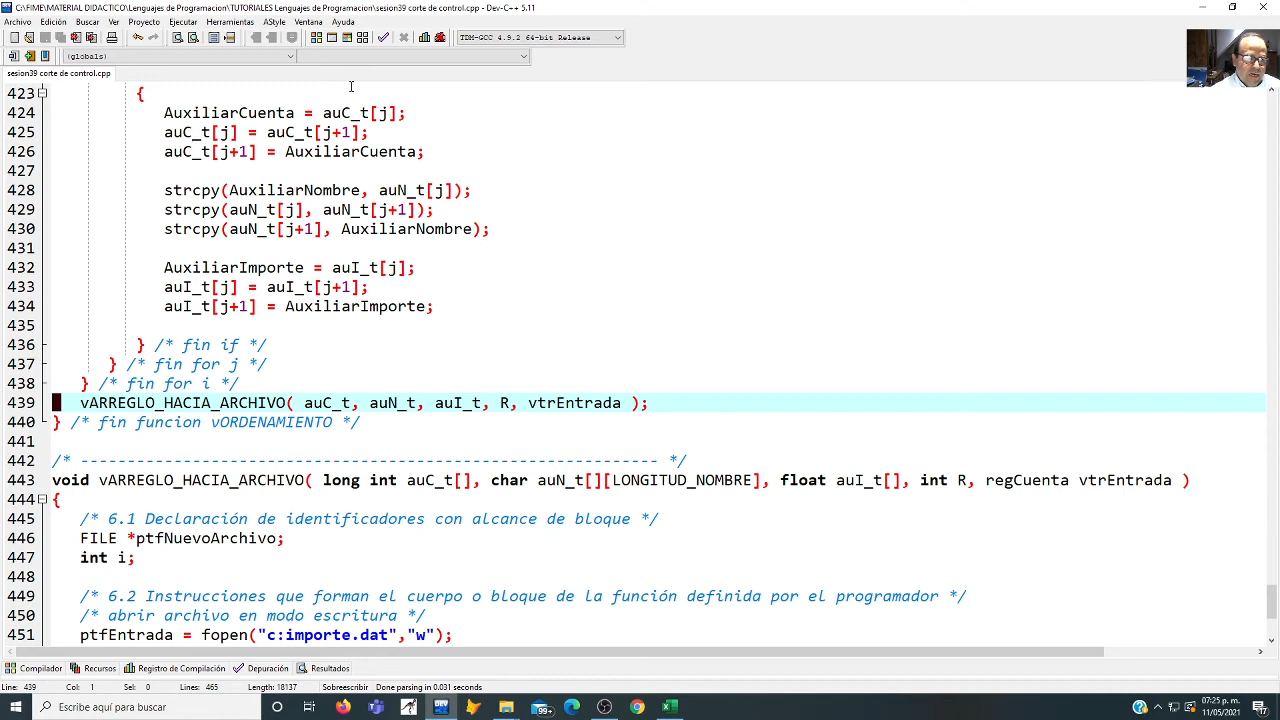 C:\FIME\MATERIAL DIDACTICO\Lenguajes de Programacion\TUTORIALES Lenguajes de Programacion\sesion39 corte de control.cpp - Dev-C++ 5.11
Archivo Edición Buscar Ver Proyecto Ejecutar Herramientas AStyle Ventana Ayuda
TDM-GCC 4.9.2 64-bit Release
(globals)
sesion39 corte de control.cpp
423 {
424 AuxiliarCuenta = auC_t[j];
425 auC_t[j] = auC_t[j+1];
426 auC_t[j+1] = AuxiliarCuenta;
427
428 strcpy(AuxiliarNombre, auN_t[j]);
429 strcpy(auN_t[j], auN_t[j+1]);
430 strcpy(auN_t[j+1], AuxiliarNombre);
431
432 AuxiliarImporte = auI_t[j];
433 auI_t[j] = auI_t[j+1];
434 auI_t[j+1] = AuxiliarImporte;
435
436 } /* fin if */
437 } /* fin for j */
438 } /* fin for i */
439 vARREGLO_HACIA_ARCHIVO( auC_t, auN_t, auI_t, R, vtrEntrada );
440 } /* fin funcion vORDENAMIENTO */
441
442 /* -------------------------------------------------------------- */
443 void vARREGLO_HACIA_ARCHIVO( long int auC_t[], char auN_t[][LONGITUD_NOMBRE], float auI_t[], int R, regCuenta vtrEntrada )
444 {
445 /* 6.1 Declaración de identificadores con alcance de bloque */
446 FILE *ptfNuevoArchivo;
447 int i;
448
449 /* 6.2 Instrucciones que forman el cuerpo o bloque de la función definida por el programador */
450 /* abrir archivo en modo escritura */
451 ptfEntrada = fopen("c:importe.dat","w");
Compilador Recursos Registro de Compilación Depuración Resultados
Line: 439 Col: 1 Sel: 0 Lines: 465 Length: 18137 Sobreescribir Done parsing in 0.031 seconds
Escribe aquí para buscar
99+
07:25 p.m.
11/05/2021
17